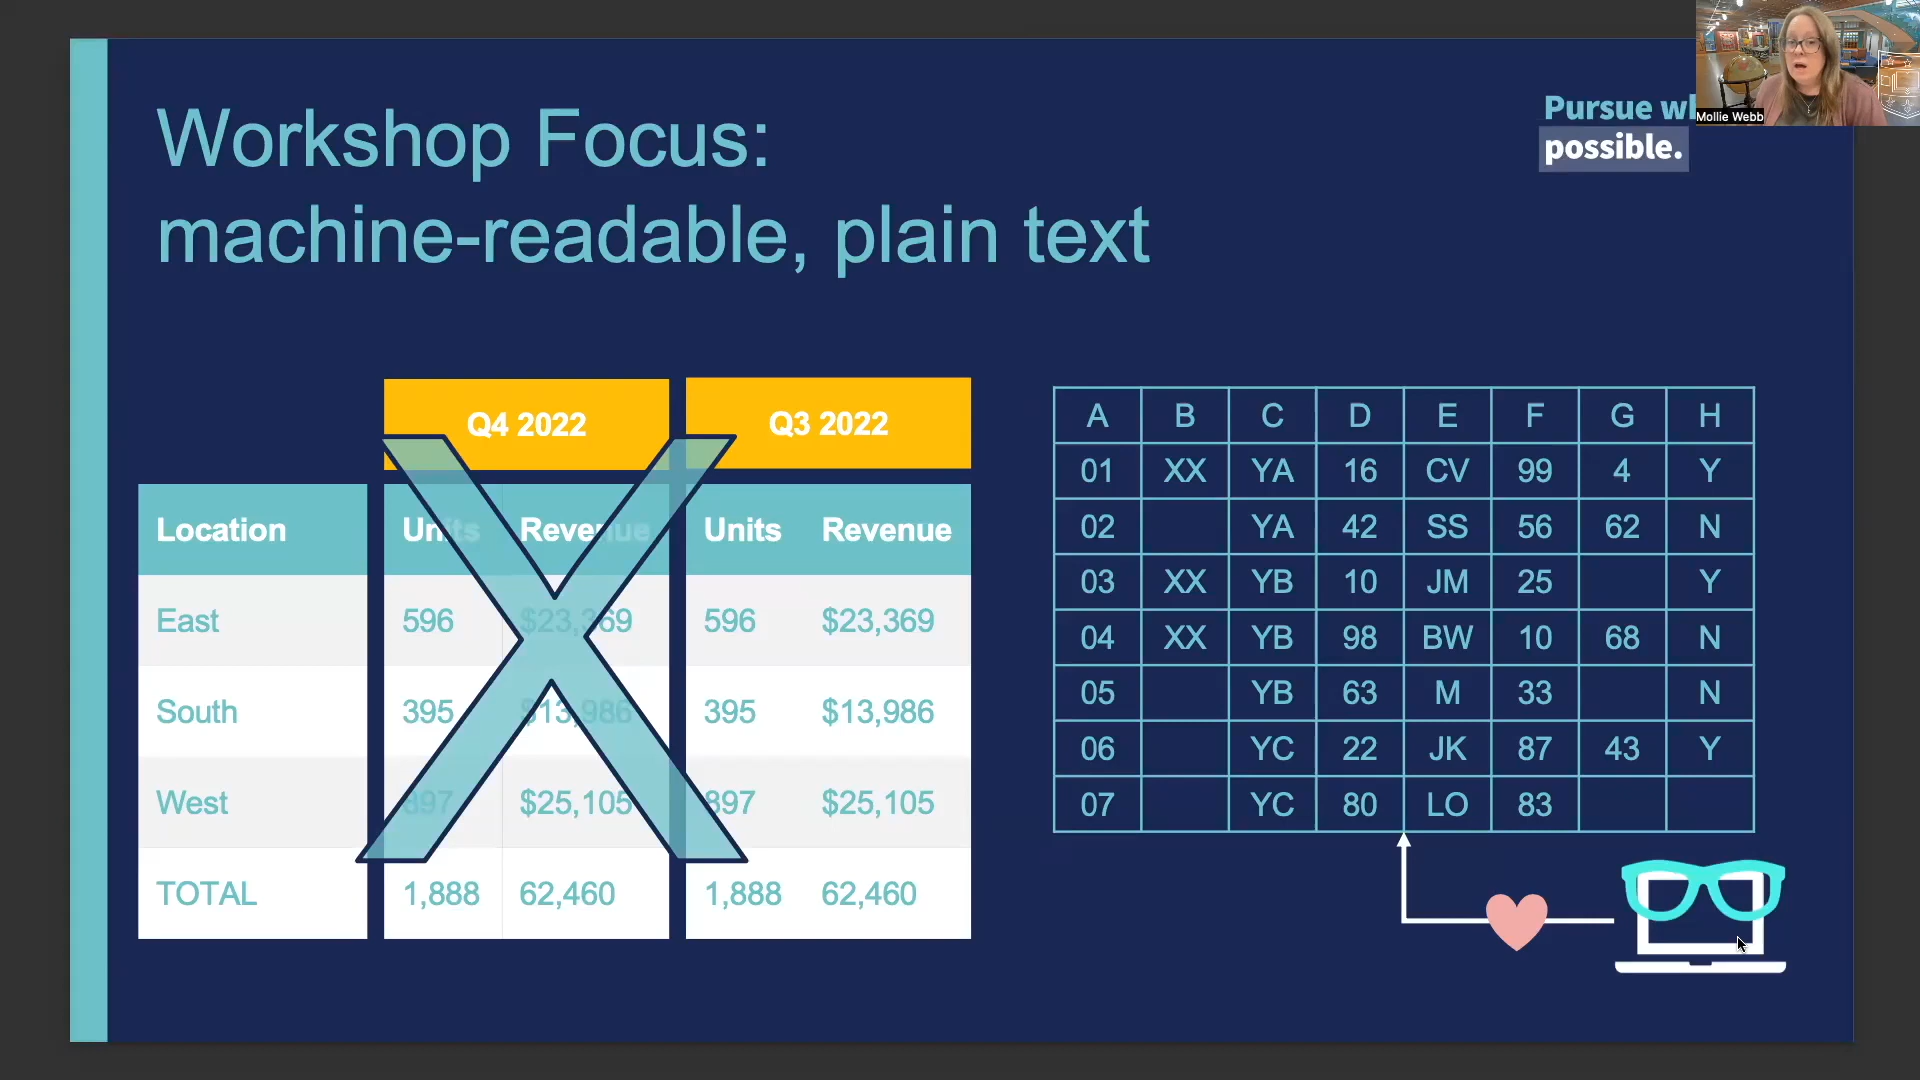 Workshop Focus:
machine-readable, plain text
Pursue wh
possible.
Mollie Webb
Q4 2022 Q3 2022
Location Units Revenue Units Revenue
East 596 $23,369 596 $23,369
South 395 $13,986 395 $13,986
West 897 $25,105 897 $25,105
TOTAL 1,888 62,460 1,888 62,460
A B C D E F G H
01 XX YA 16 CV 99 4 Y
02 YA 42 SS 56 62 N
03 XX YB 10 JM 25 Y
04 XX YB 98 BW 10 68 N
05 YB 63 M 33 N
06 YC 22 JK 87 43 Y
07 YC 80 LO 83